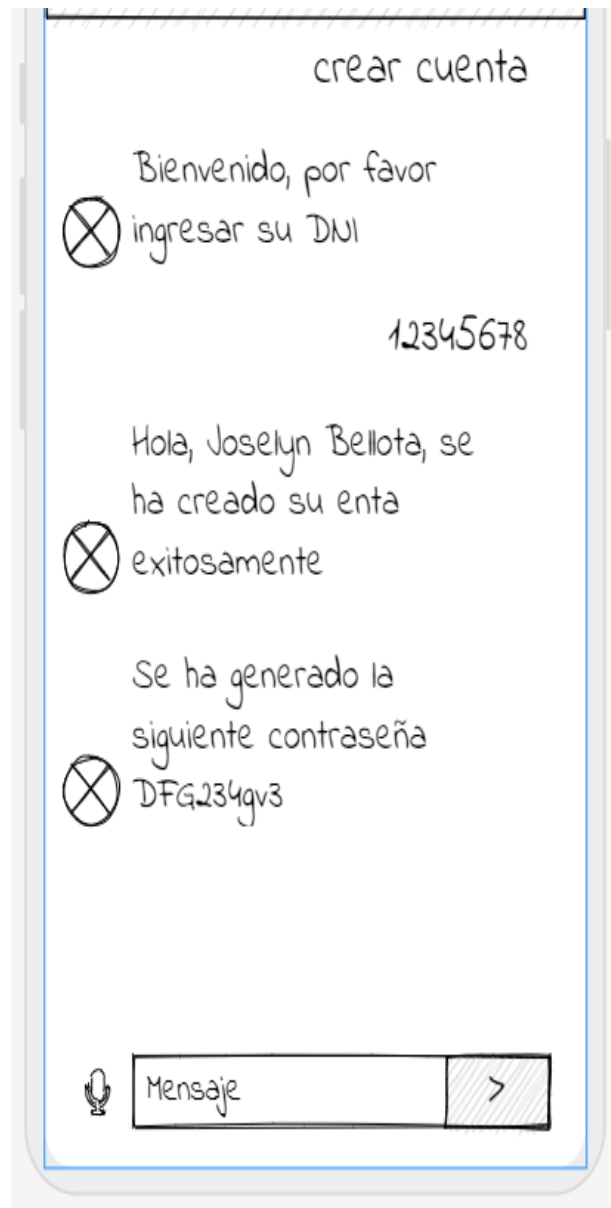 crear cuenta
Bienvenido, por favor
ingresar su DNI
12345678
Hola, Joselyn Bellota, se
ha creado su enta
exitosamente
Se ha generado la
siguiente contraseña
DFG234gv3
Mensaje
>